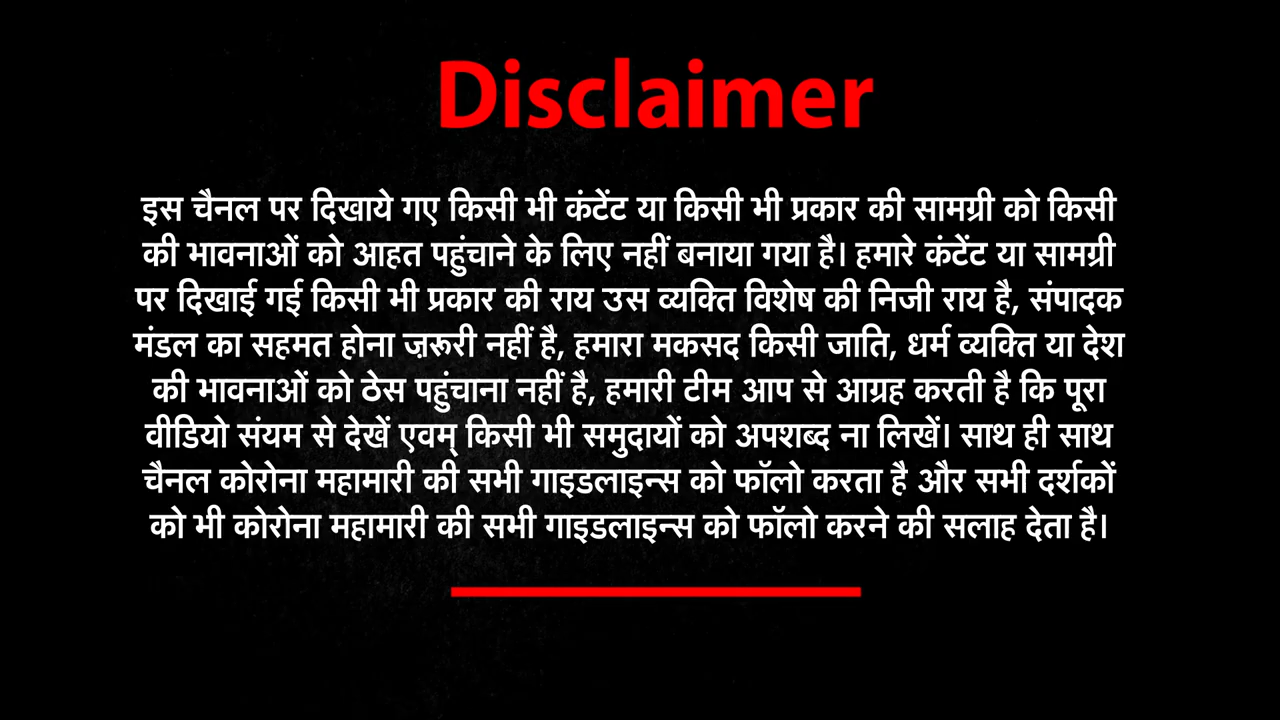 Disclaimer
इस चैनल पर दिखाये गए किसी भी कंटेंट या किसी भी प्रकार की सामग्री को किसी
की भावनाओं को आहत पहुंचाने के लिए नहीं बनाया गया है। हमारे कंटेंट या सामग्री
पर दिखाई गई किसी भी प्रकार की राय उस व्यक्ति विशेष की निजी राय है, संपादक
मंडल का सहमत होना ज़रूरी नहीं है, हमारा मकसद किसी जाति, धर्म व्यक्ति या देश
की भावनाओं को ठेस पहुंचाना नहीं है, हमारी टीम आप से आग्रह करती है कि पूरा
वीडियो संयम से देखें एवम् किसी भी समुदायों को अपशब्द ना लिखें। साथ ही साथ
चैनल कोरोना महामारी की सभी गाइडलाइन्स को फॉलो करता है और सभी दर्शकों
को भी कोरोना महामारी की सभी गाइडलाइन्स को फॉलो करने की सलाह देता है।